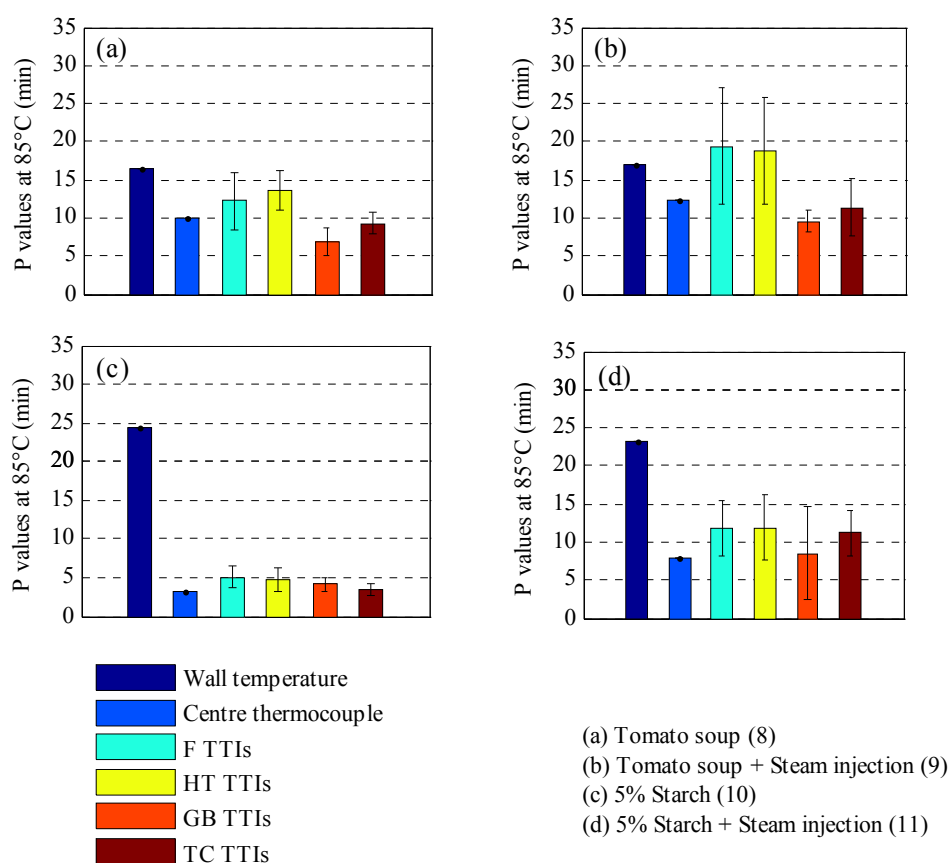 (a)
P values at 85°C (min)
35
30
25
20
15
10
5
0
(b)
P values at 85°C (min)
35
30
25
20
15
10
5
0
(c)
P values at 85°C (min)
35
30
25
20
15
10
5
0
(d)
P values at 85°C (min)
35
30
25
20
15
10
5
0
Wall temperature
Centre thermocouple
F TTIs
HT TTIs
GB TTIs
TC TTIs
(a) Tomato soup (8)
(b) Tomato soup + Steam injection (9)
(c) 5% Starch (10)
(d) 5% Starch + Steam injection (11)